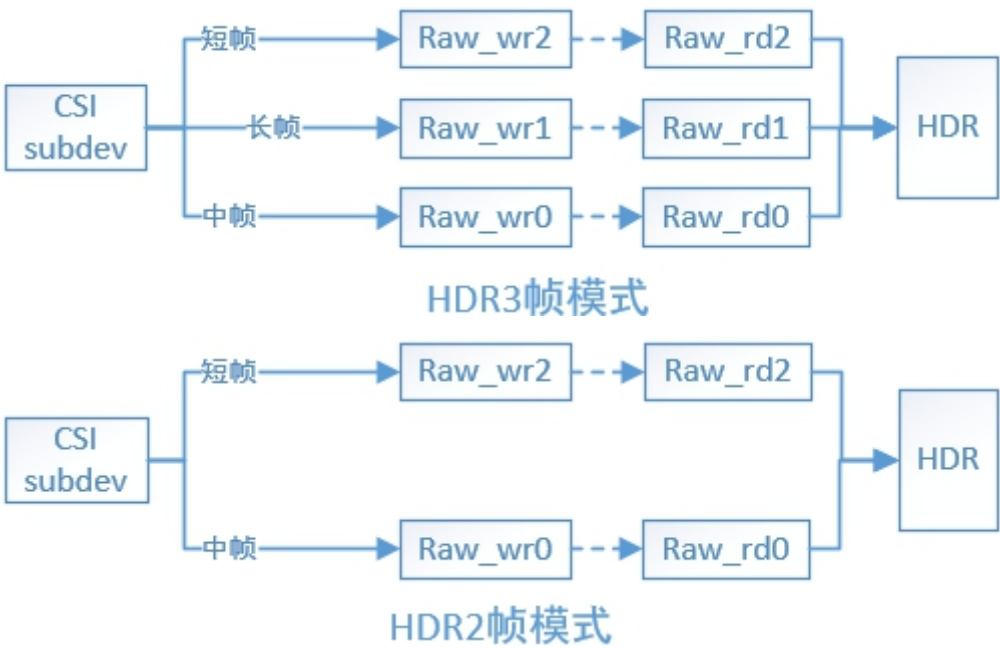 短帧
Raw_wr2
Raw_rd2
CSI
subdev
长帧
Raw_wr1
Raw_rd1
HDR
中帧
Raw_wr0
Raw_rd0
HDR3帧模式
短帧
Raw_wr2
Raw_rd2
CSI
subdev
HDR
中帧
Raw_wr0
Raw_rd0
HDR2帧模式